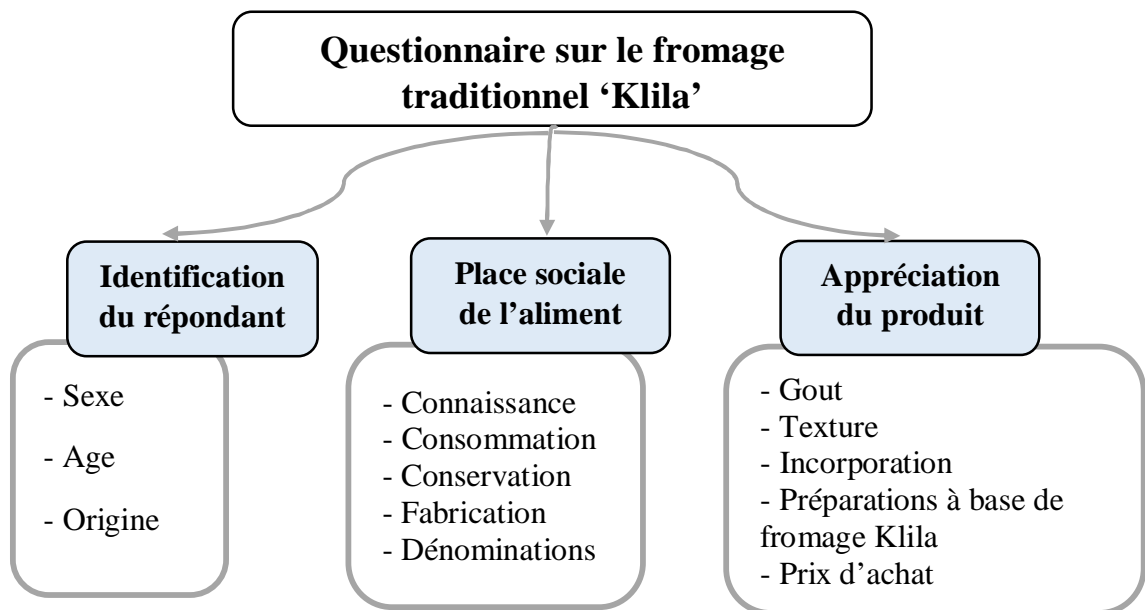 Questionnaire sur le fromage
traditionnel ‘Klila’
Identification
du répondant
- Sexe
- Age
- Origine
Place sociale
de l’aliment
- Connaissance
- Consommation
- Conservation
- Fabrication
- Dénominations
Appréciation
du produit
- Gout
- Texture
- Incorporation
- Préparations à base de
fromage Klila
- Prix d’achat